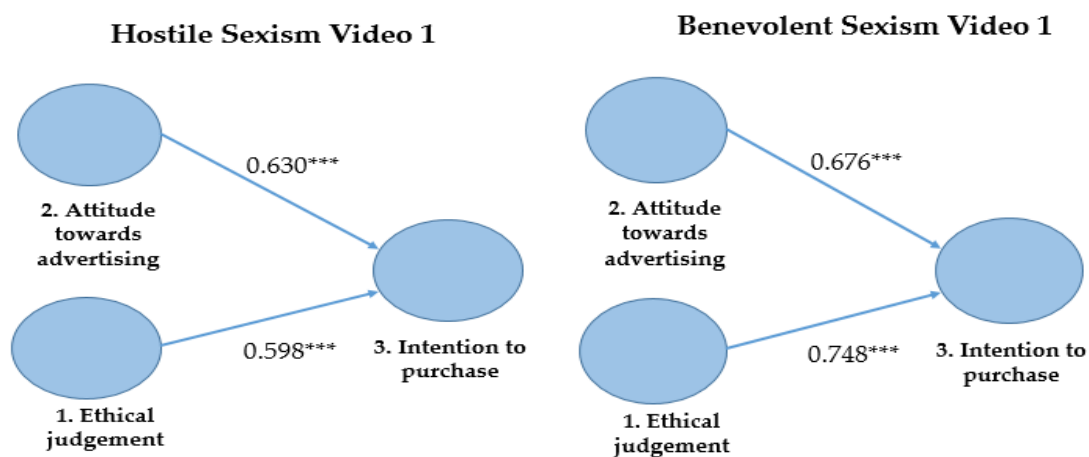 Hostile Sexism Video 1
0.630***
2. Attitude
towards
advertising
0.598***
3. Intention to
purchase
1. Ethical
judgement
Benevolent Sexism Video 1
0.676***
2. Attitude
towards
advertising
0.748***
3. Intention to
purchase
1. Ethical
judgement